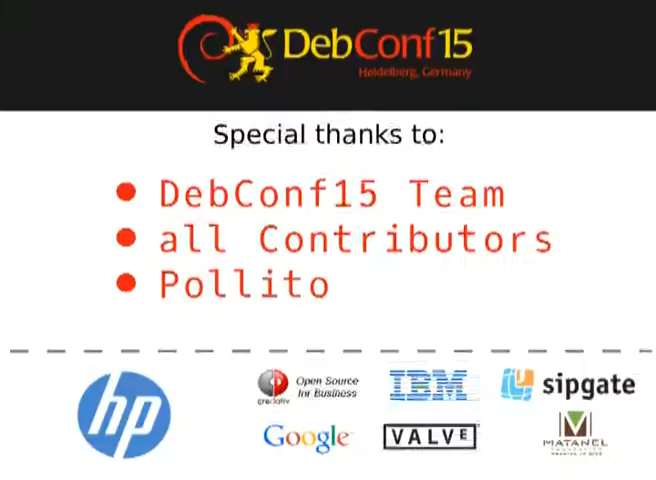 DebConf15
Heidelberg, Germany
Special thanks to:
DebConf15 Team
all Contributors
Pollito
hp
creativ
Open Source
for Business
IBM
sipgate
Google
VALVE
MATANEL